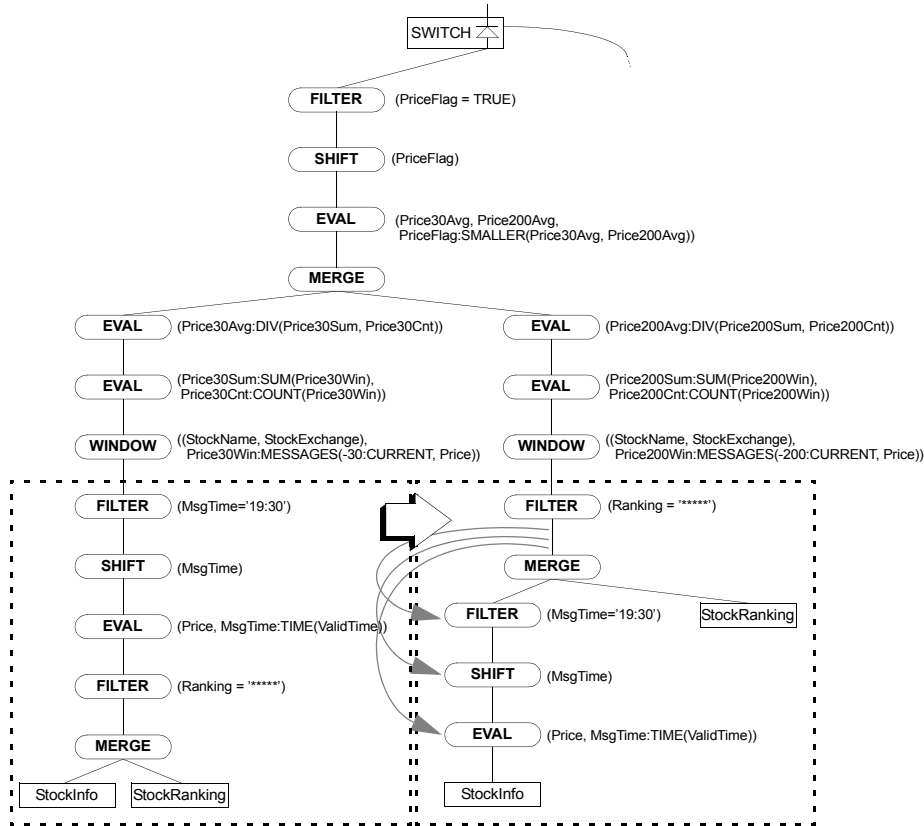 SWITCH
FILTER (PriceFlag = TRUE)
SHIFT (PriceFlag)
EVAL (Price30Avg, Price200Avg,
PriceFlag:SMALLER(Price30Avg, Price200Avg))
MERGE
EVAL (Price30Avg:DIV(Price30Sum, Price30Cnt))
EVAL (Price30Sum:SUM(Price30Win),
Price30Cnt:COUNT(Price30Win))
WINDOW ((StockName, StockExchange),
Price30Win:MESSAGES(-30:CURRENT, Price))
FILTER (MsgTime='19:30')
SHIFT (MsgTime)
EVAL (Price, MsgTime:TIME(ValidTime))
FILTER (Ranking = '*****')
MERGE
StockInfo
StockRanking
EVAL (Price200Avg:DIV(Price200Sum, Price200Cnt))
EVAL (Price200Sum:SUM(Price200Win),
Price200Cnt:COUNT(Price200Win))
WINDOW ((StockName, StockExchange),
Price200Win:MESSAGES(-200:CURRENT, Price))
FILTER (Ranking = '*****')
MERGE
FILTER (MsgTime='19:30')
StockRanking
SHIFT (MsgTime)
EVAL (Price, MsgTime:TIME(ValidTime))
StockInfo